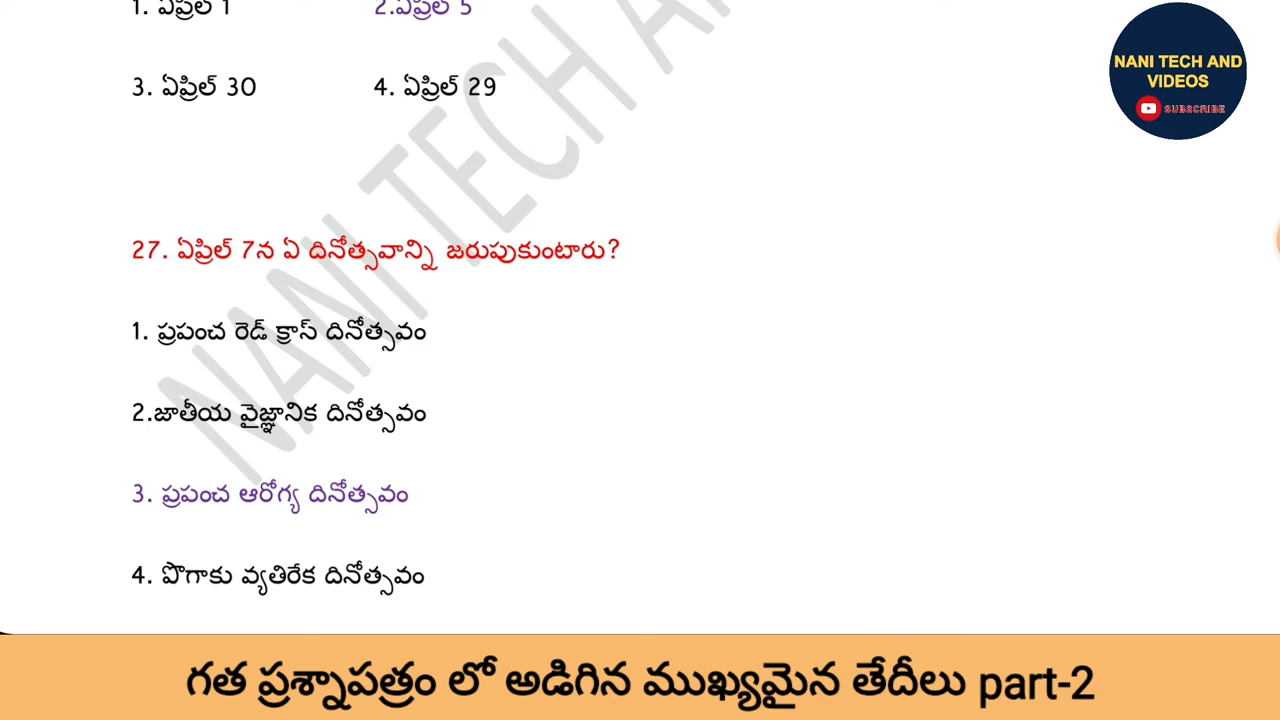 1. ఏప్రిల్ 1 2.ఏప్రిల్ 5
3. ఏప్రిల్ 30 4. ఏప్రిల్ 29
NANI TECH AND
VIDEOS
SUBSCRIBE
27. ఏప్రిల్ 7న ఏ దినోత్సవాన్ని జరుపుకుంటారు?
1. ప్రపంచ రెడ్ క్రాస్ దినోత్సవం
2.జాతీయ వైజ్ఞానిక దినోత్సవం
3. ప్రపంచ ఆరోగ్య దినోత్సవం
4. పొగాకు వ్యతిరేక దినోత్సవం
NANI TECH
గత ప్రశ్నాపత్రం లో అడిగిన ముఖ్యమైన తేదీలు part-2